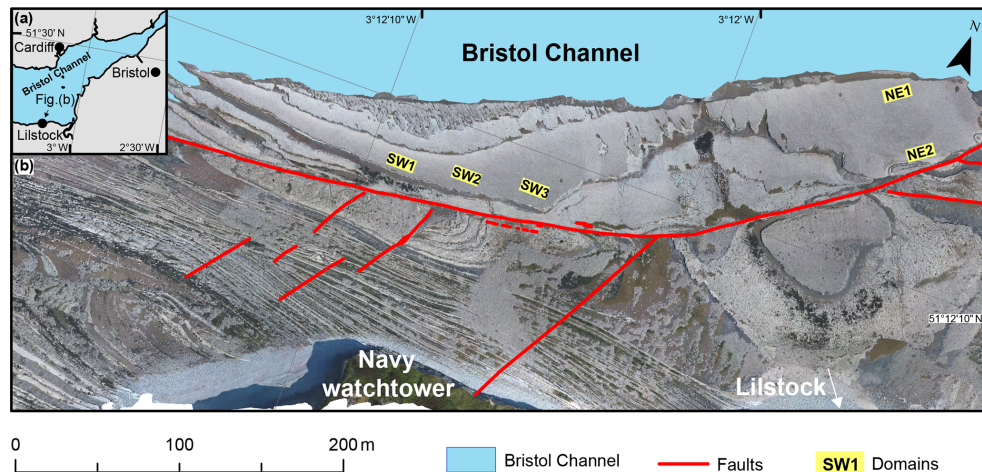 (a)
51°30' N
Cardiff
Bristol Channel
Bristol
Fig.(b)
Lilstock
3° W
2°30' W
(b)
3°12'10" W
3°12' W
N
Bristol Channel
SW1
SW2
SW3
NE1
NE2
51°12'10" N
Navy
watchtower
Lilstock
0 100 200 m
Bristol Channel
Faults
SW1 Domains